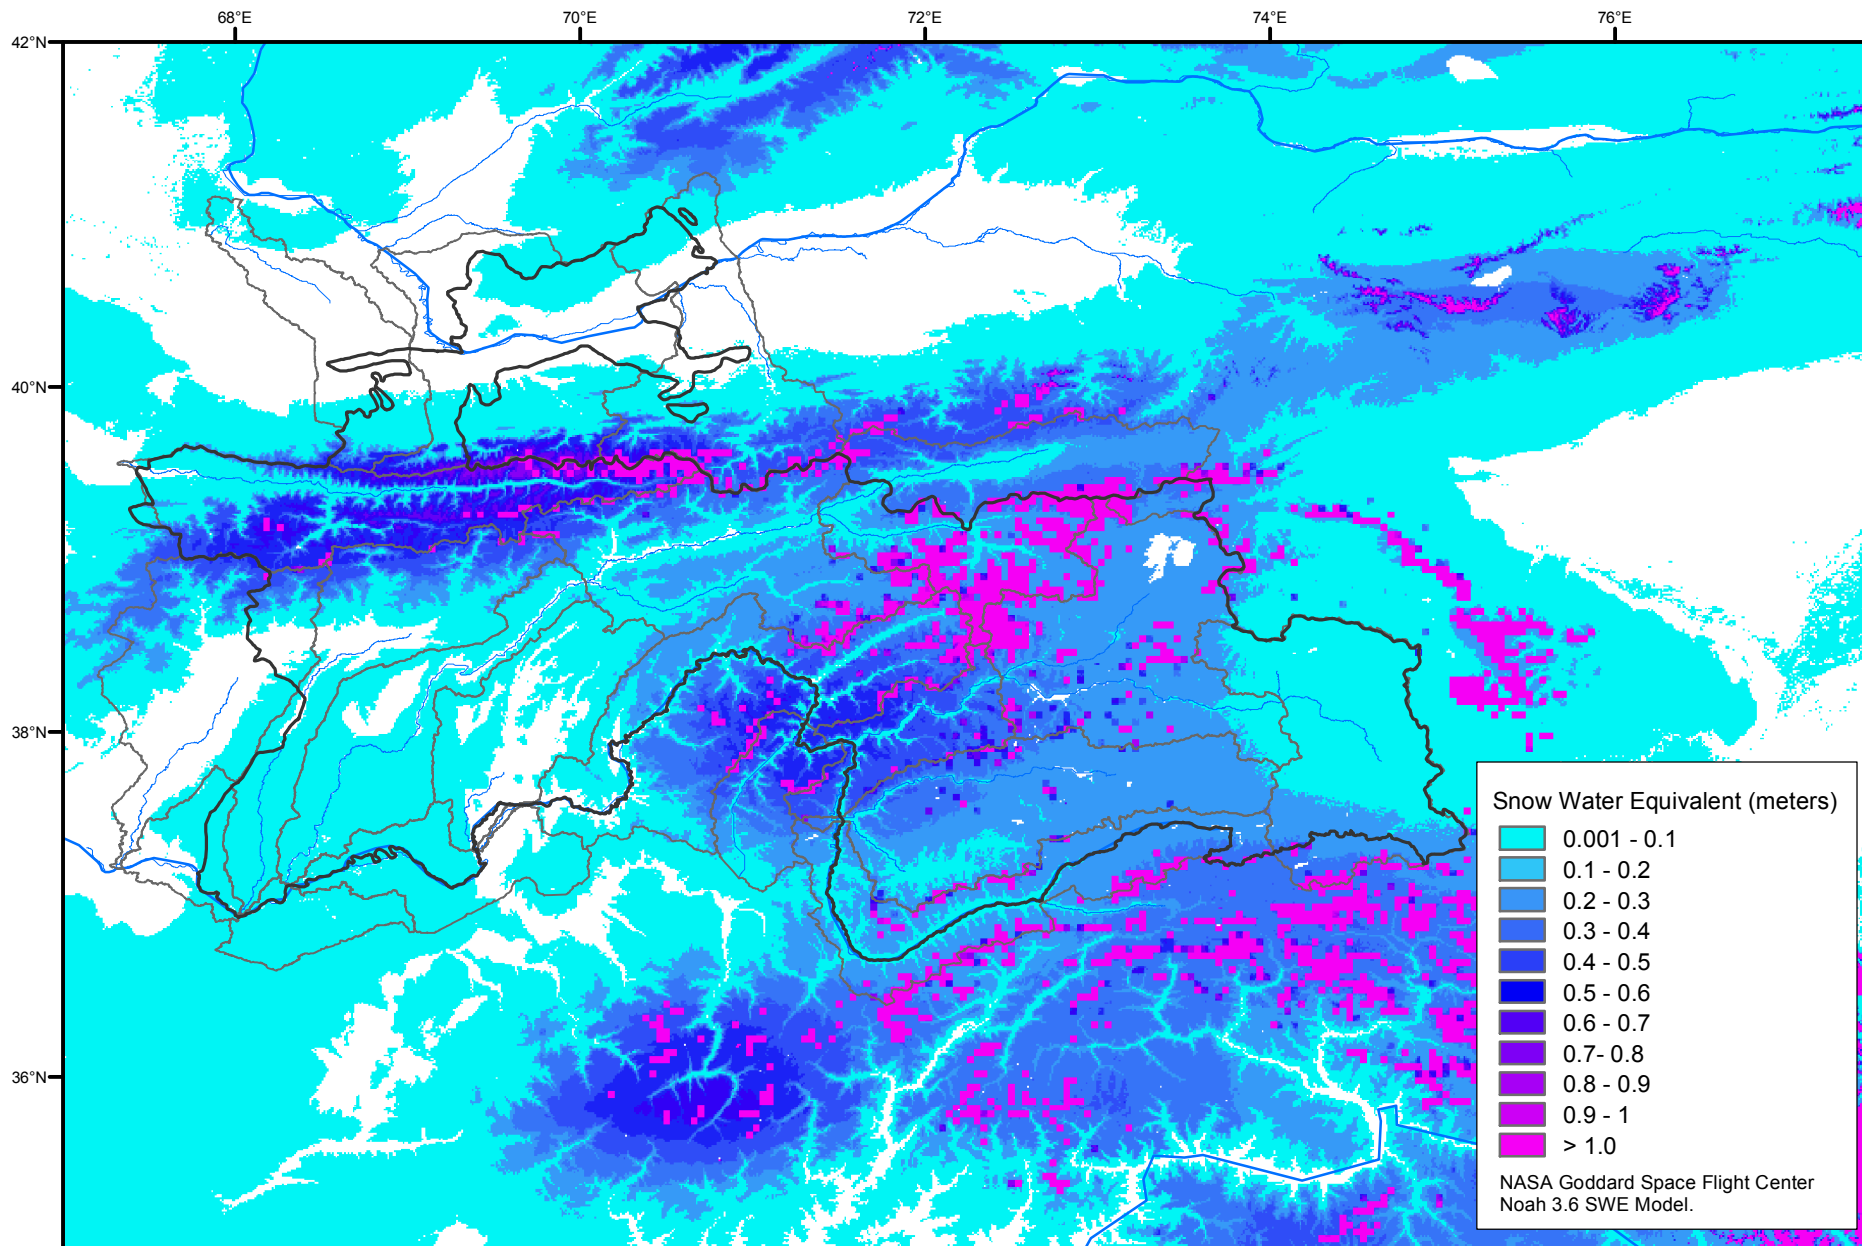 68°E 70°E 72°E 74°E 76°E
42°N
40°N
38°N
36°N
Snow Water Equivalent (meters)
0.001 - 0.1
0.1 - 0.2
0.2 - 0.3
0.3 - 0.4
0.4 - 0.5
0.5 - 0.6
0.6 - 0.7
0.7- 0.8
0.8 - 0.9
0.9 - 1
> 1.0
NASA Goddard Space Flight Center
Noah 3.6 SWE Model.